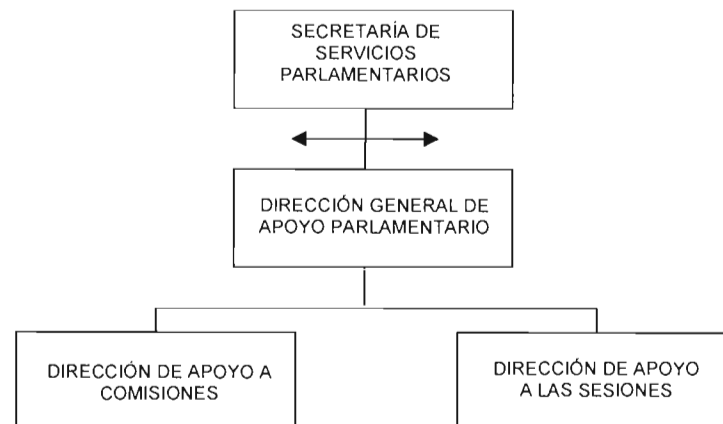 SECRETARÍA DE
SERVICIOS
PARLAMENTARIOS
DIRECCIÓN GENERAL DE
APOYO PARLAMENTARIO
DIRECCIÓN DE APOYO A
COMISIONES
DIRECCIÓN DE APOYO
A LAS SESIONES